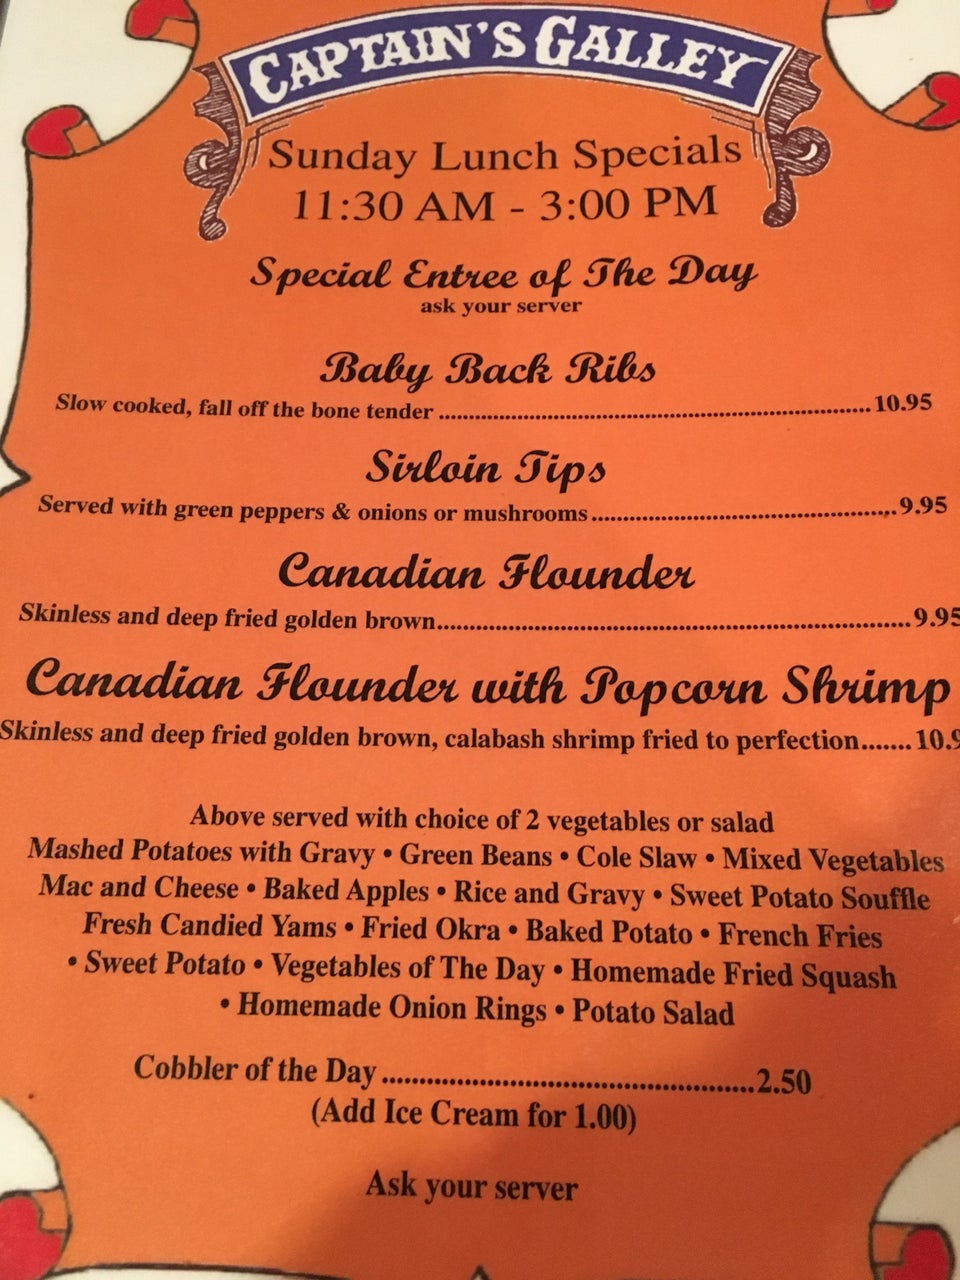 CAPTAIN'S GALLEY
Sunday Lunch Specials
11:30 AM - 3:00 PM
Special Entree of The Day
ask your server
Baby Back Ribs
Slow cooked, fall off the bone tender ........................................................................ 10.95
Sirloin Tips
Served with green peppers & onions or mushrooms ................................................... 9.95
Canadian Flounder
Skinless and deep fried golden brown............................................................................... 9.95
Canadian Flounder with Popcorn Shrimp
Skinless and deep fried golden brown, calabash shrimp fried to perfection....... 10.9
Above served with choice of 2 vegetables or salad
Mashed Potatoes with Gravy • Green Beans • Cole Slaw • Mixed Vegetables
Mac and Cheese • Baked Apples • Rice and Gravy • Sweet Potato Souffle
Fresh Candied Yams • Fried Okra • Baked Potato • French Fries
• Sweet Potato • Vegetables of The Day • Homemade Fried Squash
• Homemade Onion Rings • Potato Salad
Cobbler of the Day ................................................... 2.50
(Add Ice Cream for 1.00)
Ask your server